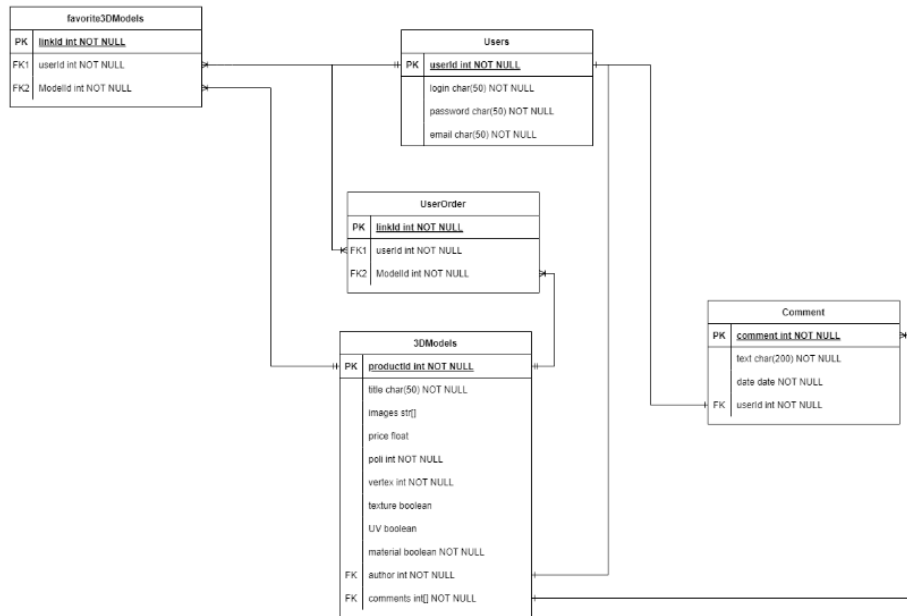 favorite3DModels
PK linkId int NOT NULL
FK1 userId int NOT NULL
FK2 ModelId int NOT NULL
Users
PK userId int NOT NULL
login char(50) NOT NULL
password char(50) NOT NULL
email char(50) NOT NULL
UserOrder
PK linkId int NOT NULL
FK1 userId int NOT NULL
FK2 ModelId int NOT NULL
Comment
PK comment int NOT NULL
text char(200) NOT NULL
date date NOT NULL
FK userId int NOT NULL
3DModels
PK productId int NOT NULL
title char(50) NOT NULL
images str[]
price float
poli int NOT NULL
vertex int NOT NULL
texture boolean
UV boolean
material boolean NOT NULL
FK author int NOT NULL
FK comments int[] NOT NULL